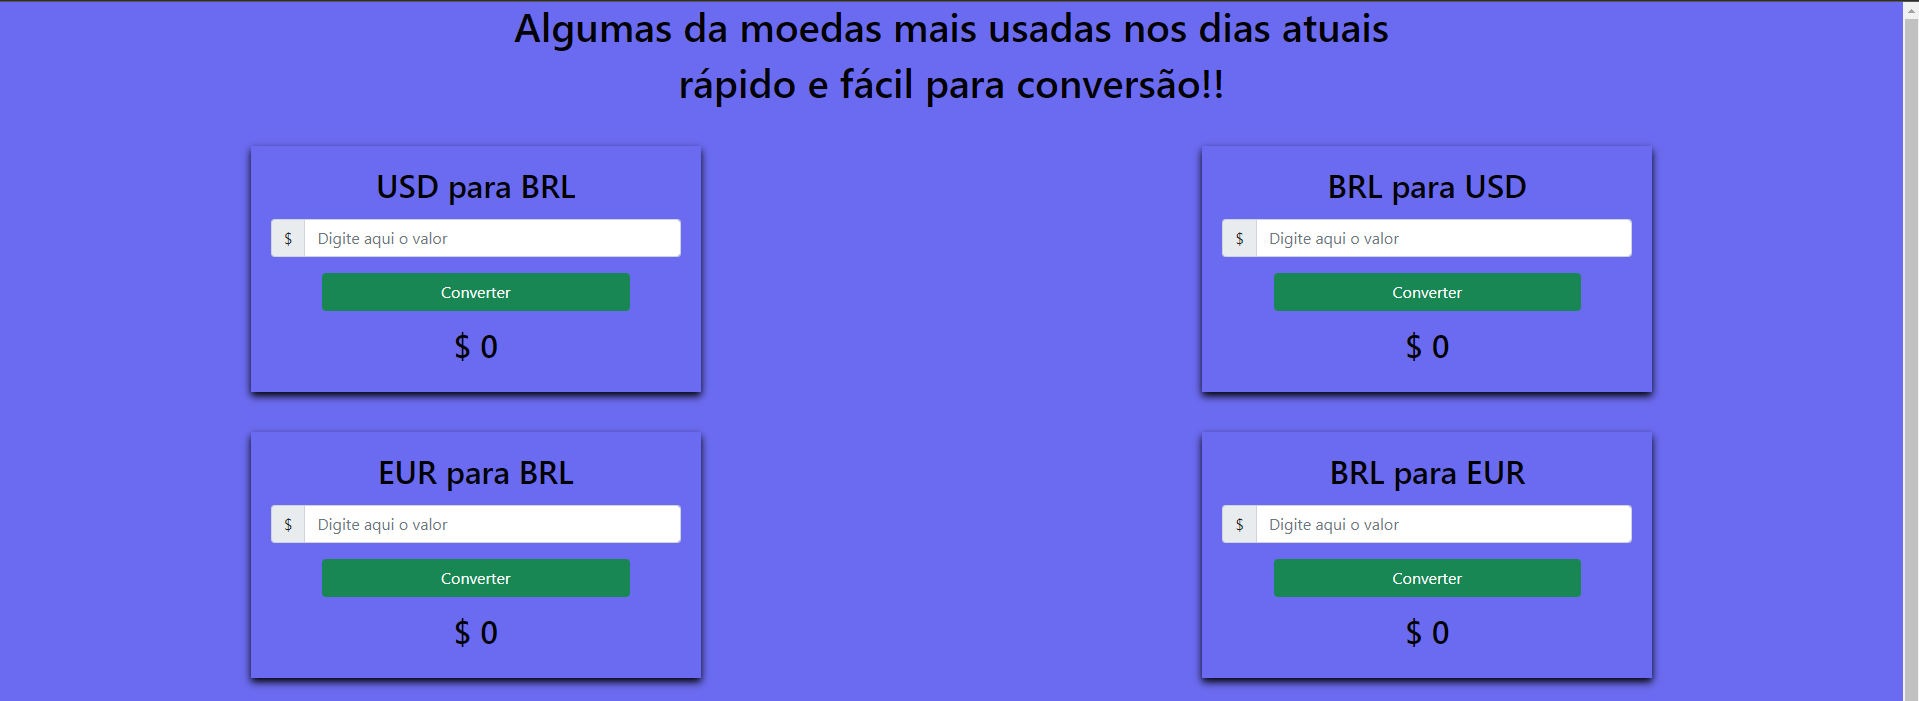 Algumas da moedas mais usadas nos dias atuais
rápido e fácil para conversão!!
USD para BRL
$ Digite aqui o valor
Converter
$ 0
BRL para USD
$ Digite aqui o valor
Converter
$ 0
EUR para BRL
$ Digite aqui o valor
Converter
$ 0
BRL para EUR
$ Digite aqui o valor
Converter
$ 0